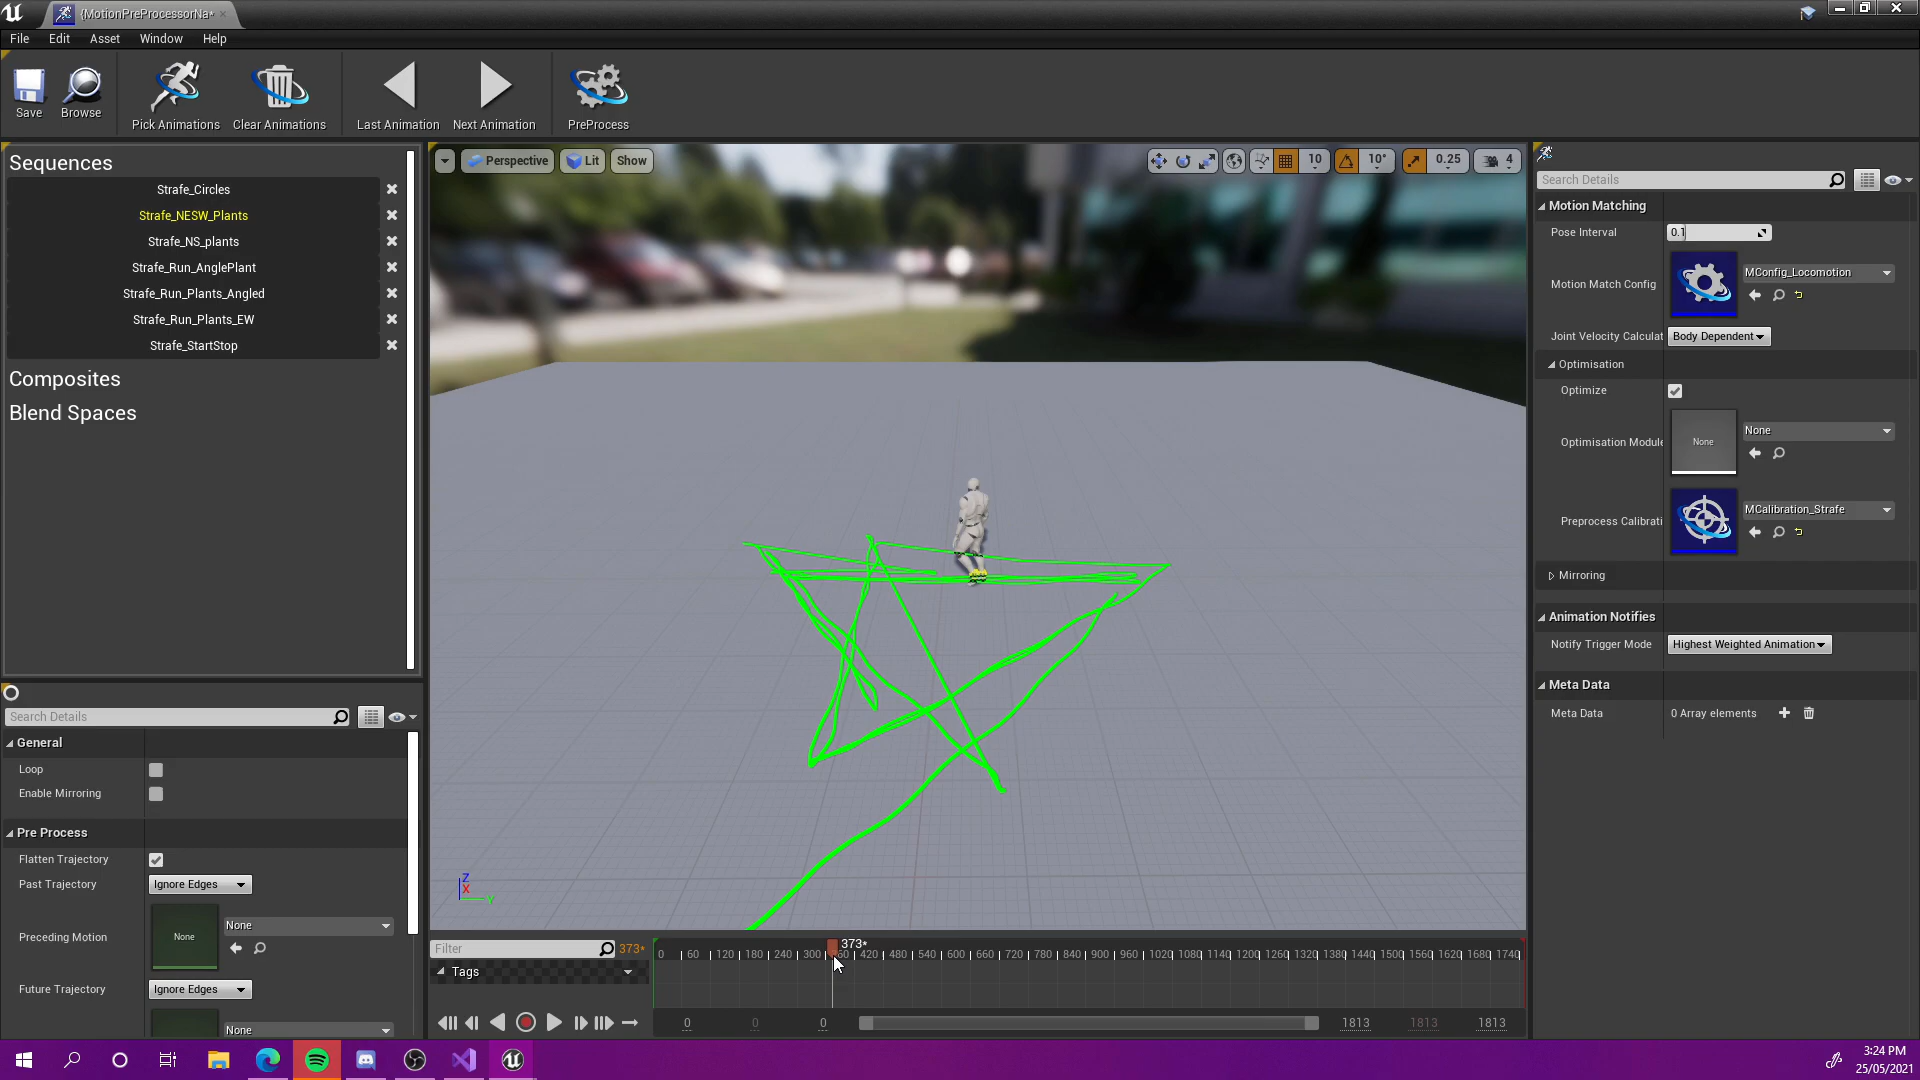 {MotionPreProcessorNa*
File Edit Asset Window Help
Save Browse Pick Animations Clear Animations Last Animation Next Animation PreProcess
Sequences
Strafe_Circles
Strafe_NESW_Plants
Strafe_NS_plants
Strafe_Run_AnglePlant
Strafe_Run_Plants_Angled
Strafe_Run_Plants_EW
Strafe_StartStop
Composites
Blend Spaces
Search Details
General
Loop
Enable Mirroring
Pre Process
Flatten Trajectory
Past Trajectory Ignore Edges
Preceding Motion None None
Future Trajectory Ignore Edges
None
Perspective Lit Show 10 10° 0.25 4
Z
X
Y
Filter 373*
Tags
373*
0 60 120 180 240 300 360 420 480 540 600 660 720 780 840 900 960 1020 1080 1140 1200 1260 1320 1380 1440 1500 1560 1620 1680 1740
0 0 0 1813 1813 1813
Search Details
Motion Matching
Pose Interval 0.1
Motion Match Config MConfig_Locomotion
Joint Velocity Calculat Body Dependent
Optimisation
Optimize
Optimisation Module None None
Preprocess Calibrati MCalibration_Strafe
Mirroring
Animation Notifies
Notify Trigger Mode Highest Weighted Animation
Meta Data
Meta Data 0 Array elements
3:24 PM
25/05/2021